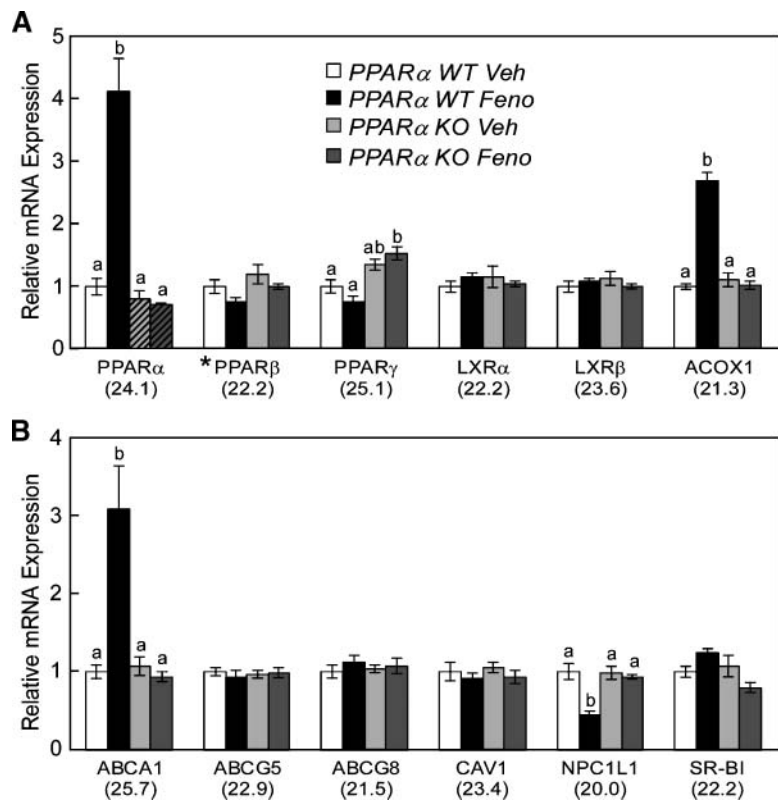 A
Relative mRNA Expression
5
4
3
2
1
0
PPARα WT Veh
PPARα WT Feno
PPARα KO Veh
PPARα KO Feno
a b a a
a a ab b
a b a a
PPARα *PPARβ PPARγ LXRα LXRβ ACOX1
(24.1) (22.2) (25.1) (22.2) (23.6) (21.3)
B
Relative mRNA Expression
4
3
2
1
0
a b a a
a b a a
ABCA1 ABCG5 ABCG8 CAV1 NPC1L1 SR-BI
(25.7) (22.9) (21.5) (23.4) (20.0) (22.2)